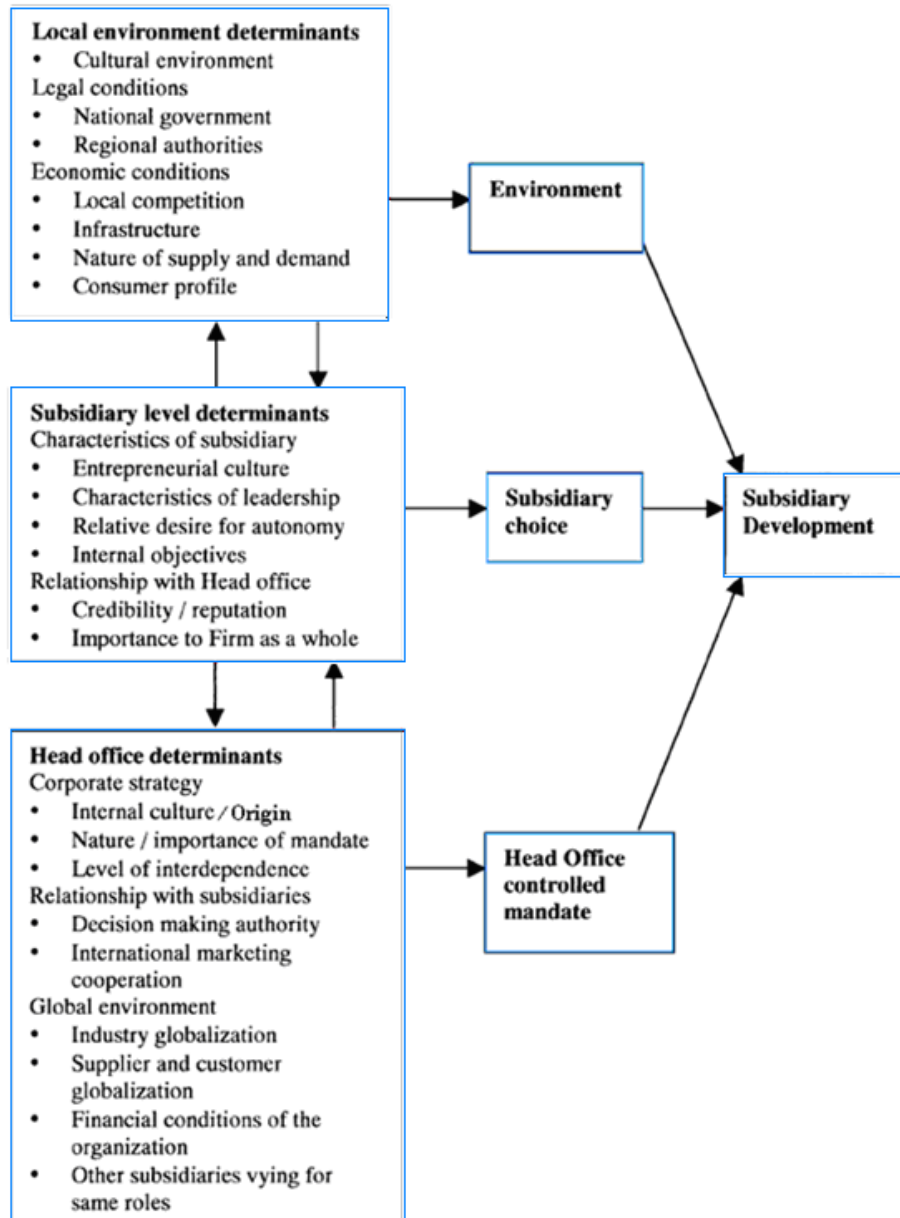 Local environment determinants
• Cultural environment
Legal conditions
• National government
• Regional authorities
Economic conditions
• Local competition
• Infrastructure
• Nature of supply and demand
• Consumer profile
Environment
Subsidiary level determinants
Characteristics of subsidiary
• Entrepreneurial culture
• Characteristics of leadership
• Relative desire for autonomy
• Internal objectives
Relationship with Head office
• Credibility / reputation
• Importance to Firm as a whole
Subsidiary
choice
Subsidiary
Development
Head office determinants
Corporate strategy
• Internal culture/Origin
• Nature / importance of mandate
• Level of interdependence
Relationship with subsidiaries
• Decision making authority
• International marketing
cooperation
Global environment
• Industry globalization
• Supplier and customer
globalization
• Financial conditions of the
organization
• Other subsidiaries vying for
same roles
Head Office
controlled
mandate